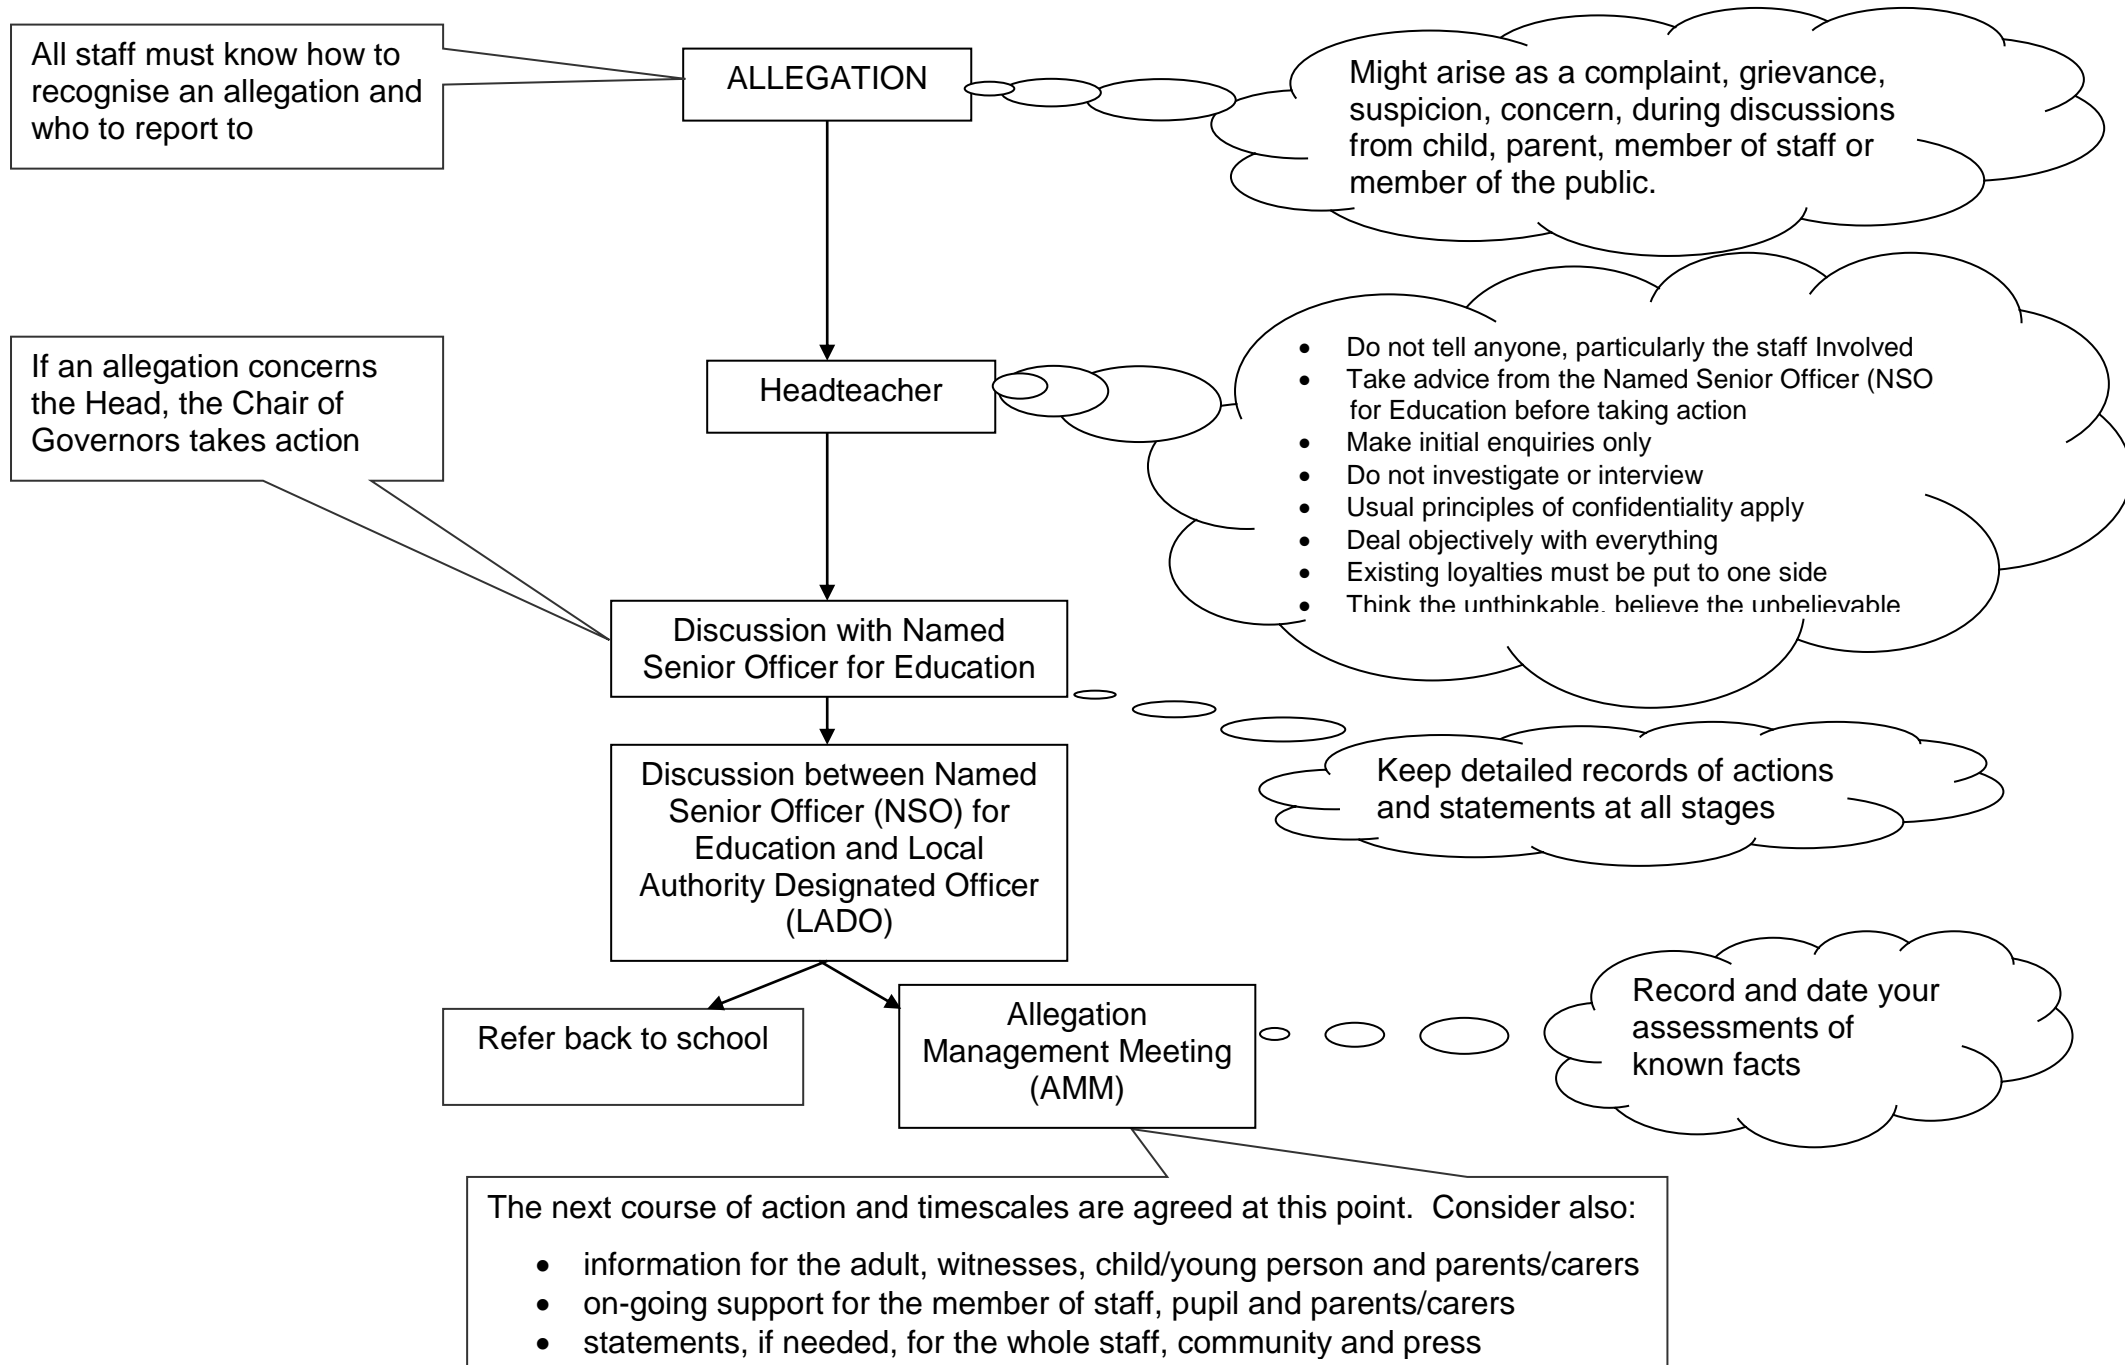 All staff must know how to
recognise an allegation and
who to report to
ALLEGATION
Might arise as a complaint, grievance,
suspicion, concern, during discussions
from child, parent, member of staff or
member of the public.
If an allegation concerns
the Head, the Chair of
Governors takes action
Headteacher
• Do not tell anyone, particularly the staff Involved
• Take advice from the Named Senior Officer (NSO
for Education before taking action
• Make initial enquiries only
• Do not investigate or interview
• Usual principles of confidentiality apply
• Deal objectively with everything
• Existing loyalties must be put to one side
• Think the unthinkable, believe the unbelievable
Discussion with Named
Senior Officer for Education
Keep detailed records of actions
and statements at all stages
Discussion between Named
Senior Officer (NSO) for
Education and Local
Authority Designated Officer
(LADO)
Refer back to school
Allegation
Management Meeting
(AMM)
Record and date your
assessments of
known facts
The next course of action and timescales are agreed at this point.  Consider also:
• information for the adult, witnesses, child/young person and parents/carers
• on-going support for the member of staff, pupil and parents/carers
• statements, if needed, for the whole staff, community and press